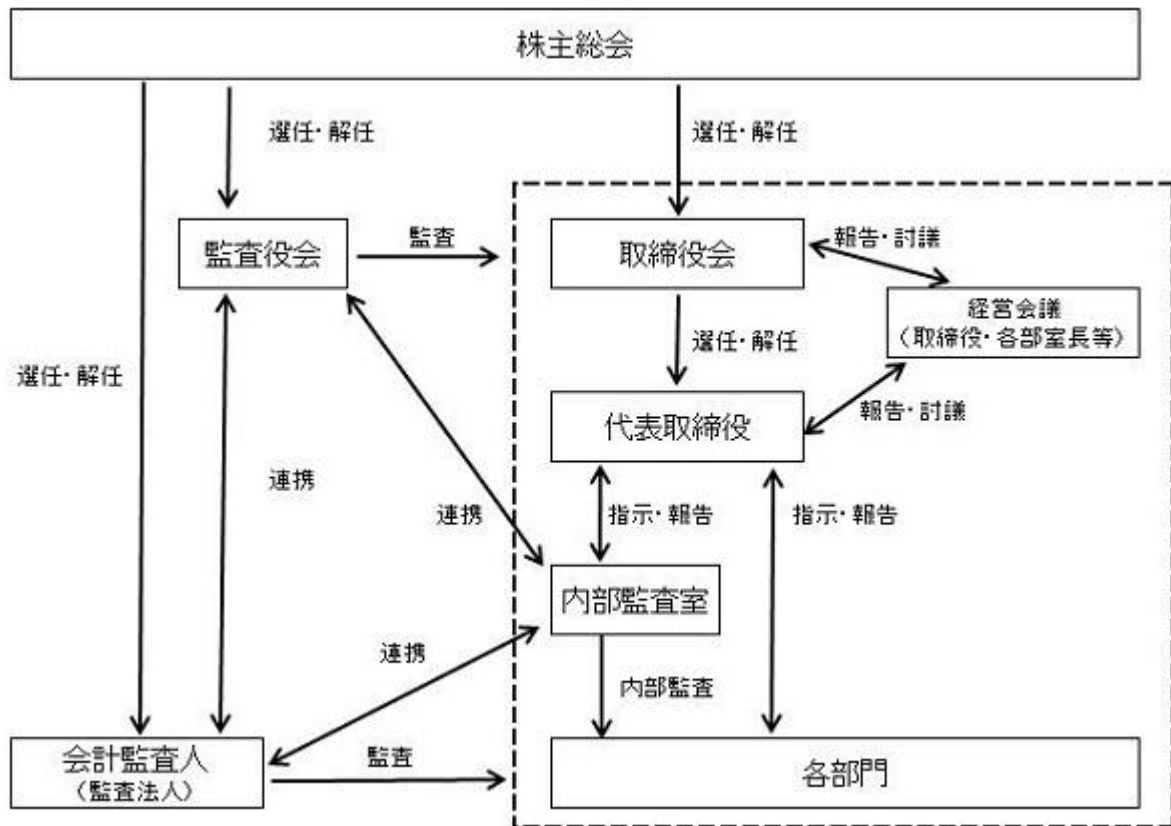 株主総会
選任・解任
選任・解任
監査役会
監査
取締役会
報告・討議
経営会議
(取締役・各部室長等)
選任・解任
選任・解任
代表取締役
報告・討議
連携
連携
指示・報告
指示・報告
内部監査室
連携
内部監査
会計監査人
(監査法人)
監査
各部門